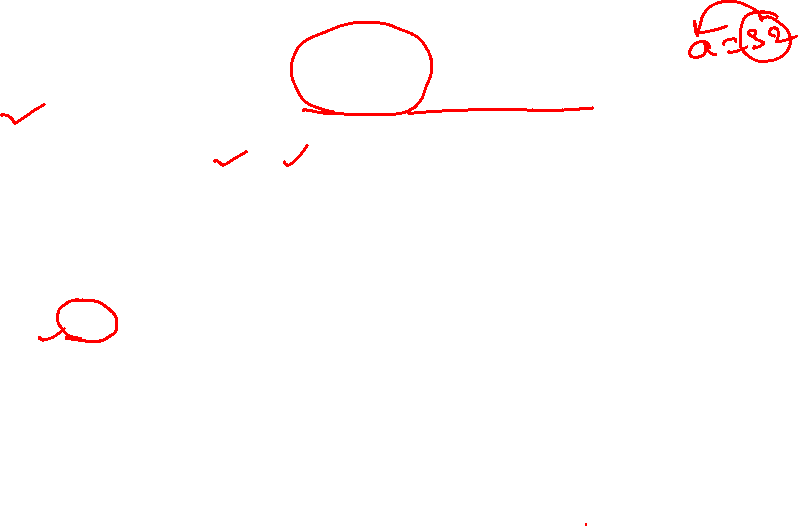 a = 32